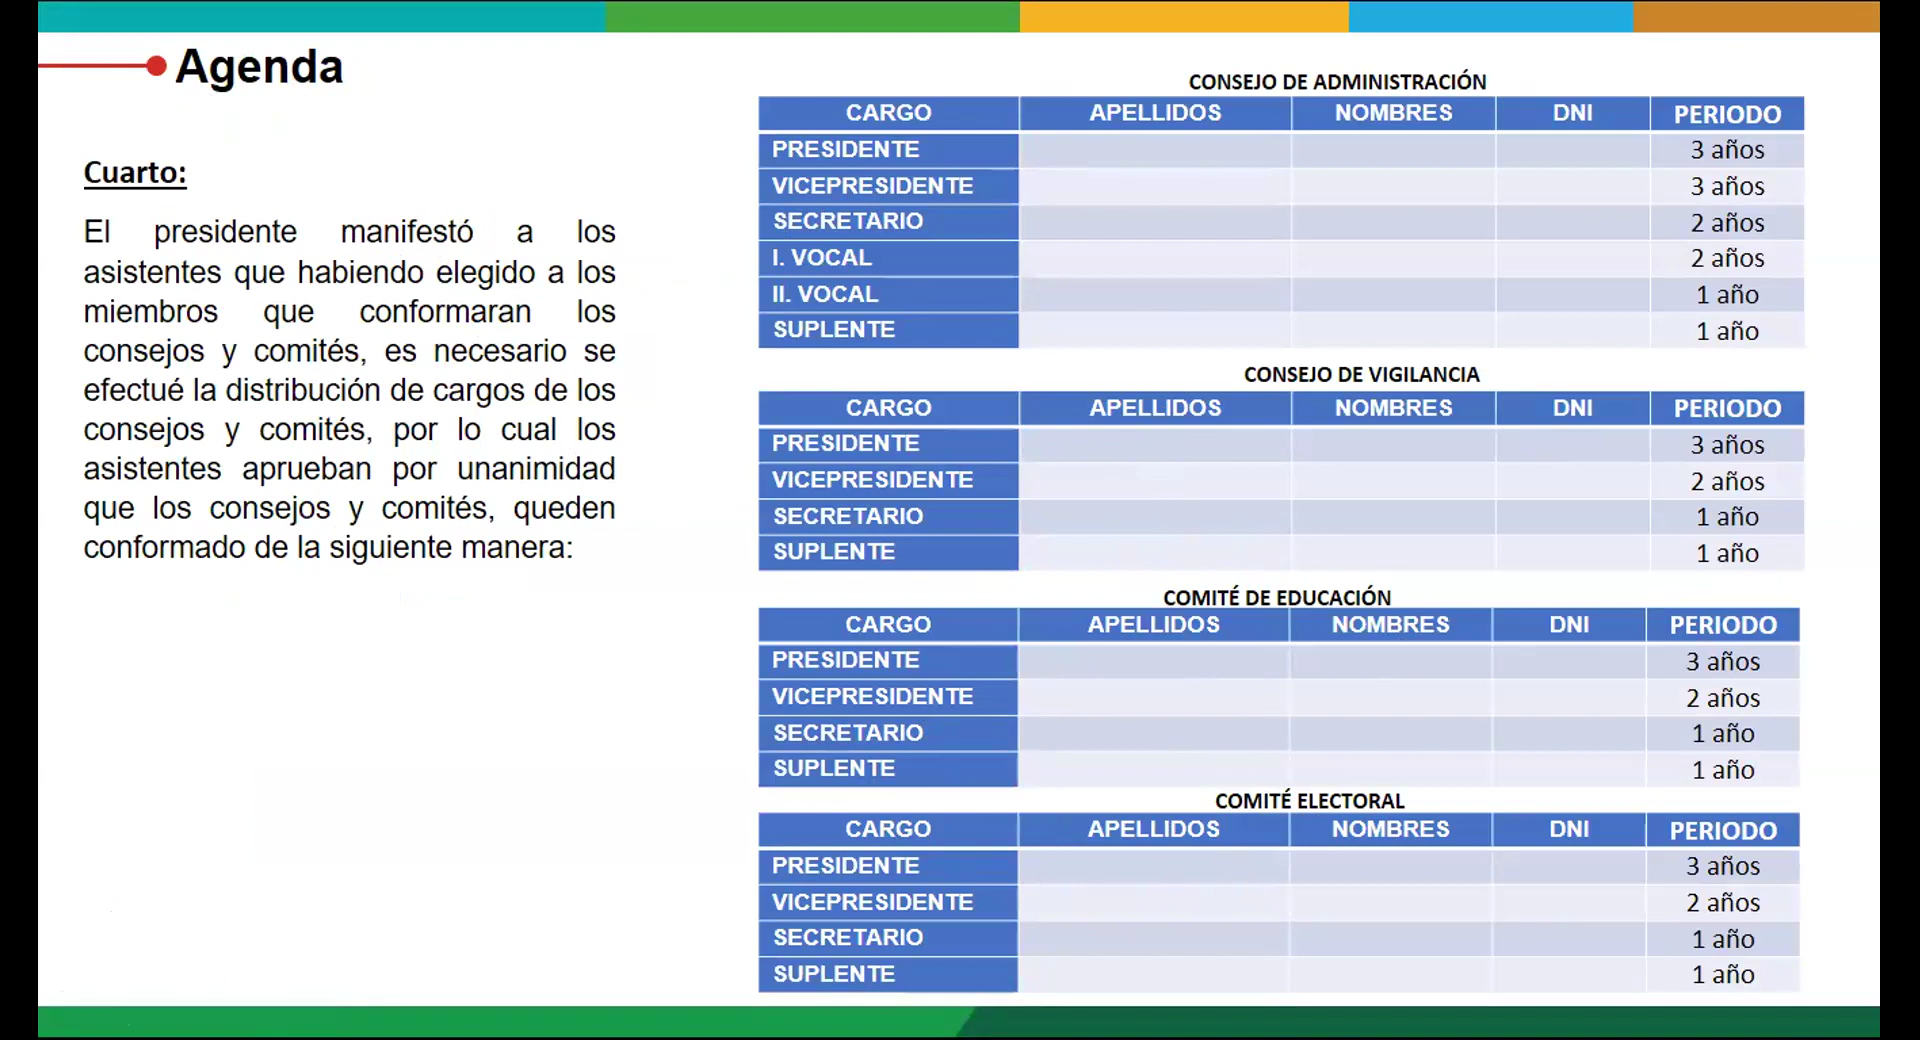 Agenda
Cuarto:
El presidente manifestó a los
asistentes que habiendo elegido a los
miembros que conformaran los
consejos y comités, es necesario se
efectué la distribución de cargos de los
consejos y comités, por lo cual los
asistentes aprueban por unanimidad
que los consejos y comités, queden
conformado de la siguiente manera:
CONSEJO DE ADMINISTRACIÓN
CARGO APELLIDOS NOMBRES DNI PERIODO
PRESIDENTE 3 años
VICEPRESIDENTE 3 años
SECRETARIO 2 años
I. VOCAL 2 años
II. VOCAL 1 año
SUPLENTE 1 año
CONSEJO DE VIGILANCIA
CARGO APELLIDOS NOMBRES DNI PERIODO
PRESIDENTE 3 años
VICEPRESIDENTE 2 años
SECRETARIO 1 año
SUPLENTE 1 año
COMITÉ DE EDUCACIÓN
CARGO APELLIDOS NOMBRES DNI PERIODO
PRESIDENTE 3 años
VICEPRESIDENTE 2 años
SECRETARIO 1 año
SUPLENTE 1 año
COMITÉ ELECTORAL
CARGO APELLIDOS NOMBRES DNI PERIODO
PRESIDENTE 3 años
VICEPRESIDENTE 2 años
SECRETARIO 1 año
SUPLENTE 1 año